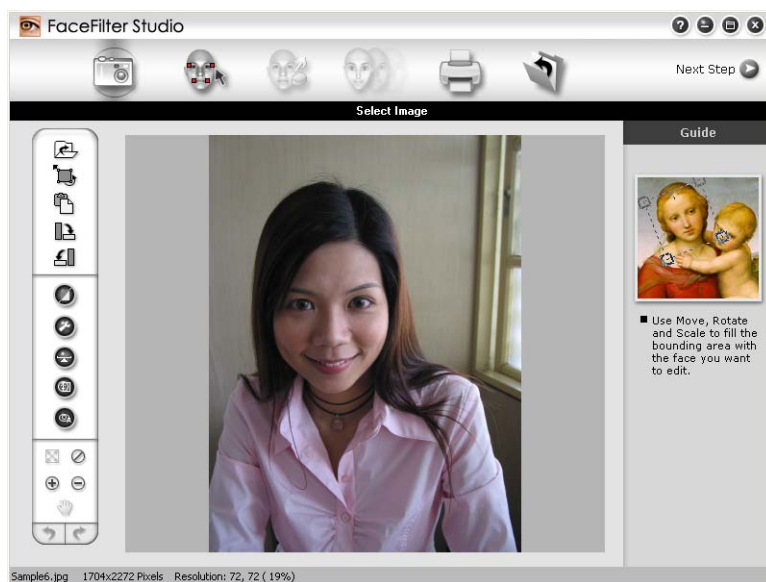 FaceFilter Studio
Next Step
Select Image
Guide
Use Move, Rotate
and Scale to fill the
bounding area with
the face you want
to edit.
Sample6.jpg 1704x2272 Pixels Resolution: 72, 72 ( 19%)